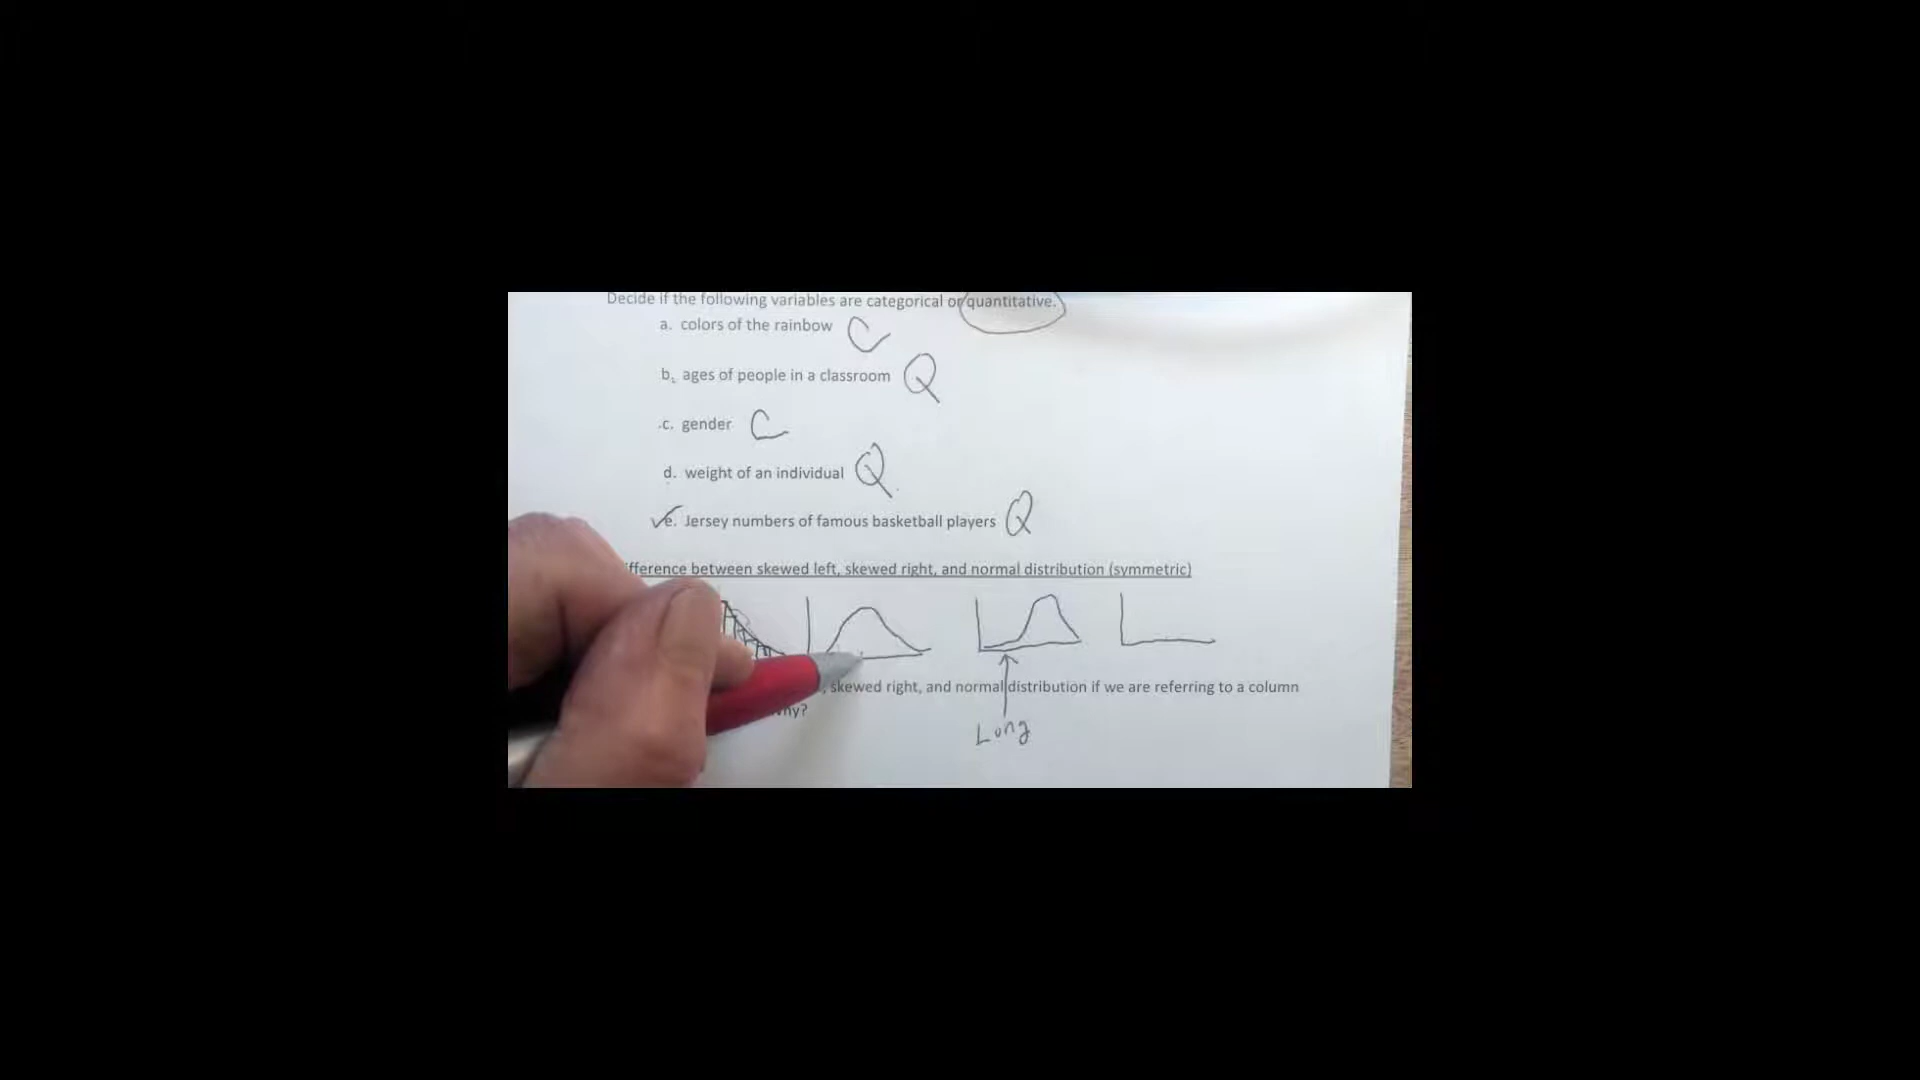 Decide if the following variables are categorical or quantitative.
a. colors of the rainbow C
b. ages of people in a classroom Q
c. gender C
d. weight of an individual Q
e. Jersey numbers of famous basketball players Q
between skewed left, skewed right, and normal distribution (symmetric)
skewed right, and normal distribution if we are referring to a column
Long